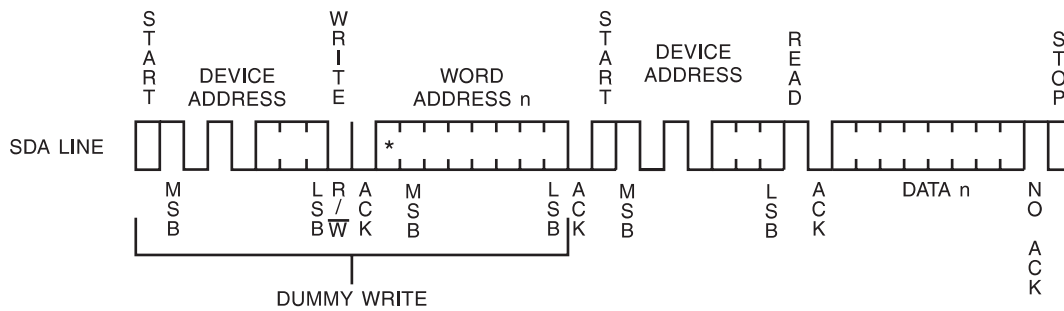 START
DEVICE
ADDRESS
WRITE
WORD
ADDRESS n
START
DEVICE
ADDRESS
READ
STOP
SDA LINE
*
MSB
LSB
R/W
ACK
MSB
LSB
ACK
MSB
LSB
ACK
DATA n
NO ACK
DUMMY WRITE